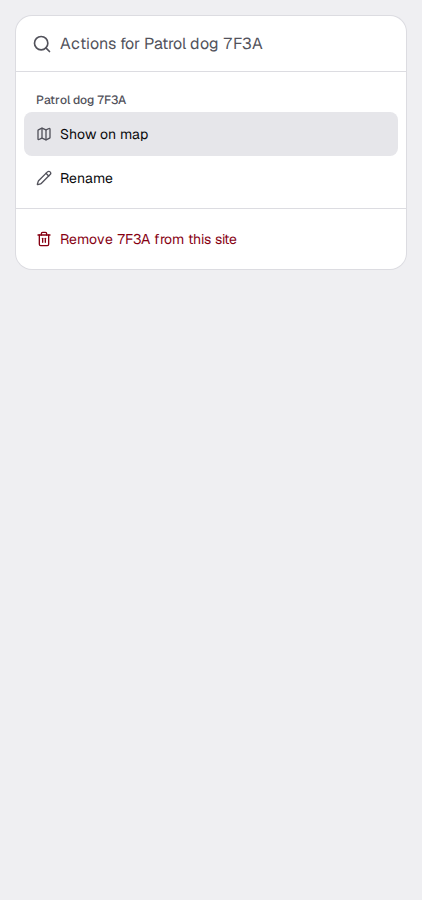 Actions for Patrol dog 7F3A
Patrol dog 7F3A
Show on map
Rename
Remove 7F3A from this site